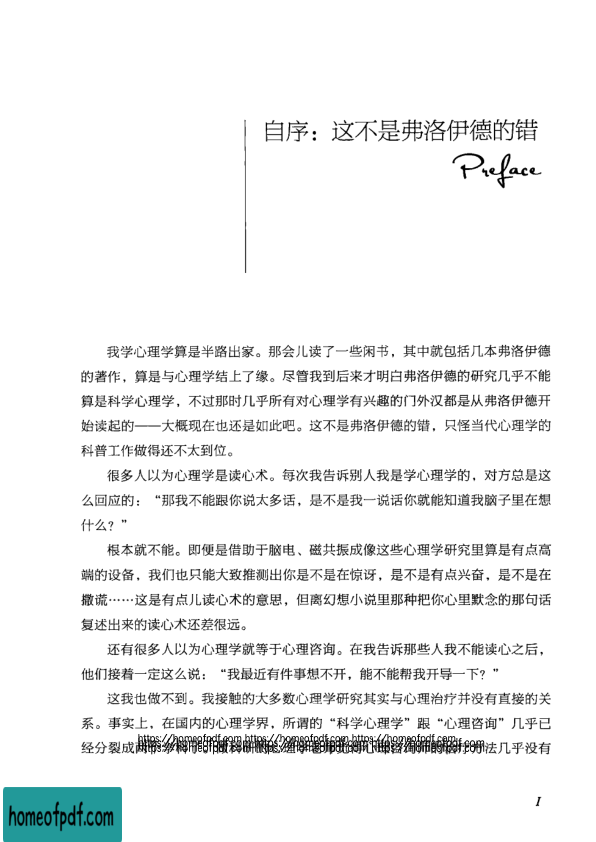 自序：这不是弗洛伊德的错
Preface
我学心理学算是半路出家。那会儿读了一些闲书，其中就包括几本弗洛伊德
的著作，算是与心理学结上了缘。尽管我到后来才明白弗洛伊德的研究几乎不能
算是科学心理学，不过那时几乎所有对心理学有兴趣的门外汉都是从弗洛伊德开
始读起的——大概现在也还是如此吧。这不是弗洛伊德的错，只怪当代心理学的
科普工作做得还不太到位。
很多人以为心理学是读心术。每次我告诉别人我是学心理学的，对方总是这
么回应的：“那我不能跟你说太多话，是不是我一说话你就能知道我脑子里在想
什么？”
根本就不能。即便是借助于脑电、磁共振成像这些心理学研究里算是有点高
端的设备，我们也只能大致推测出你是不是在惊讶，是不是有点兴奋，是不是在
撒谎……这是有点儿读心术的意思，但离幻想小说里那种把你心里默念的那句话
复述出来的读心术还差很远。
还有很多人以为心理学就等于心理咨询。在我告诉那些人我不能读心之后，
他们接着一定这么说：“我最近有件事想不开，能不能帮我开导一下？”
这我也做不到。我接触的大多数心理学研究其实与心理治疗并没有直接的关
系。事实上，在国内的心理学界，所谓的“科学心理学”跟“心理咨询”几乎已
https://homeofpdf.com https://homeofpdf.com https://homeofpdf.com
经分裂成两个学科了。做科研的心理学老师
法几乎没有
I
homeofpdf.com